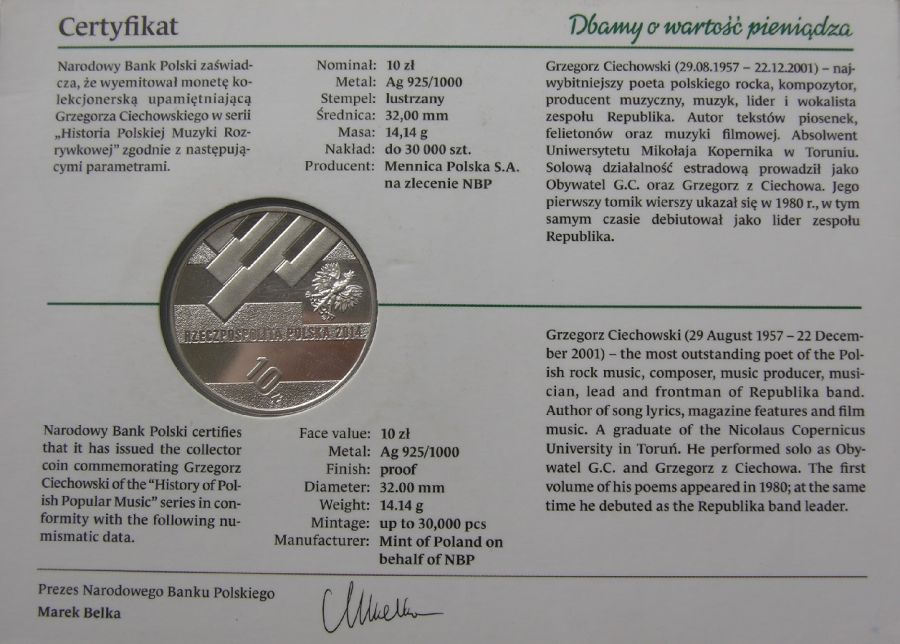 Certyfikat
Dbamy o wartość pieniądza
Narodowy Bank Polski zaświad-
cza, że wyemitował monetę ko-
lekcjonerską upamiętniającą
Grzegorza Ciechowskiego w serii
„Historia Polskiej Muzyki Roz-
rywkowej" zgodnie z następują-
cymi parametrami.
Nominał: 10 zł
Metal: Ag 925/1000
Stempel: lustrzany
Średnica: 32,00 mm
Masa: 14,14 g
Nakład: do 30 000 szt.
Producent: Mennica Polska S.A.
na zlecenie NBP
Grzegorz Ciechowski (29.08.1957 – 22.12.2001) – naj-
wybitniejszy poeta polskiego rocka, kompozytor,
producent muzyczny, muzyk, lider i wokalista
zespołu Republika. Autor tekstów piosenek,
felietonów oraz muzyki filmowej. Absolwent
Uniwersytetu Mikołaja Kopernika w Toruniu.
Solową działalność estradową prowadził jako
Obywatel G.C. oraz Grzegorz z Ciechowa. Jego
pierwszy tomik wierszy ukazał się w 1980 r., w tym
samym czasie debiutował jako lider zespołu
Republika.
RZECZPOSPOLITA POLSKA 2014
10 zł
Narodowy Bank Polski certifies
that it has issued the collector
coin commemorating Grzegorz
Ciechowski of the "History of Pol-
ish Popular Music" series in con-
formity with the following nu-
mismatic data.
Face value: 10 zł
Metal: Ag 925/1000
Finish: proof
Diameter: 32.00 mm
Weight: 14.14 g
Mintage: up to 30,000 pcs
Manufacturer: Mint of Poland on
behalf of NBP
Grzegorz Ciechowski (29 August 1957 – 22 Decem-
ber 2001) – the most outstanding poet of the Pol-
ish rock music, composer, music producer, musi-
cian, lead and frontman of Republika band.
Author of song lyrics, magazine features and film
music. A graduate of the Nicolaus Copernicus
University in Toruń. He performed solo as Oby-
watel G.C. and Grzegorz z Ciechowa. The first
volume of his poems appeared in 1980; at the same
time he debuted as the Republika band leader.
Prezes Narodowego Banku Polskiego
Marek Belka